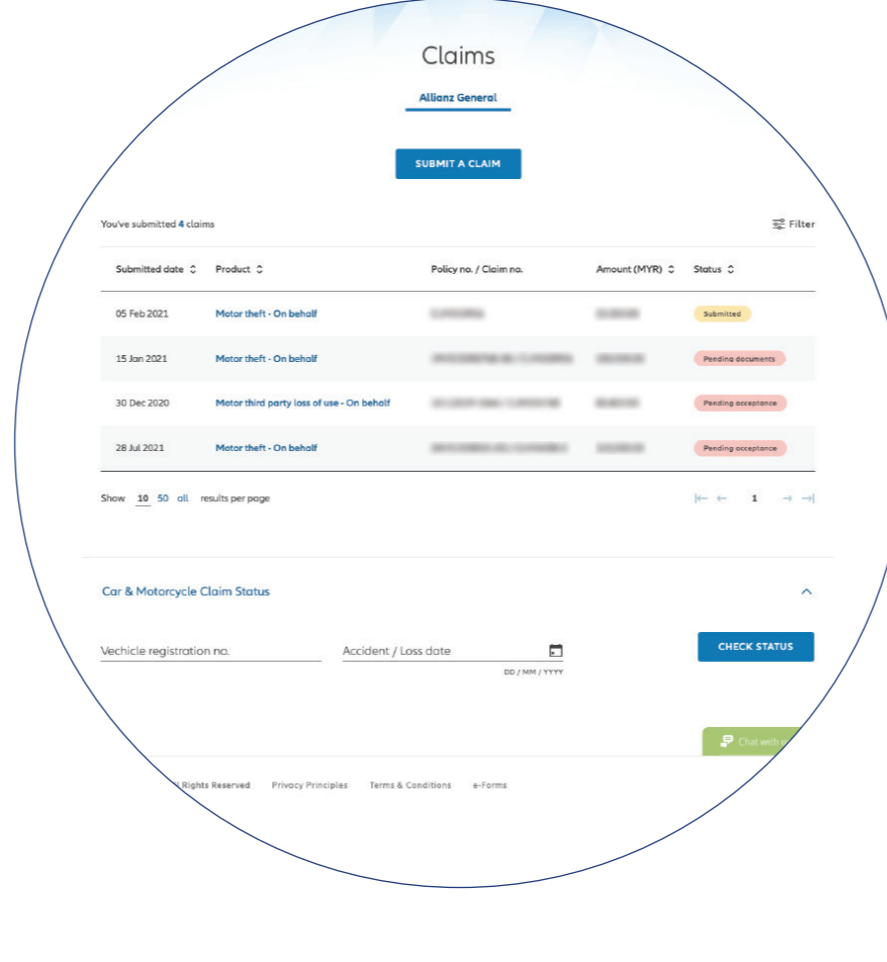 Claims
Allianz General
SUBMIT A CLAIM
You've submitted 4 claims
Filter
Submitted date Product Policy no. / Claim no. Amount (MYR) Status
05 Feb 2021 Motor theft - On behalf Submitted
15 Jan 2021 Motor theft - On behalf Pending documents
30 Dec 2020 Motor third party loss of use - On behalf Pending acceptance
28 Jul 2021 Motor theft - On behalf Pending acceptance
Show 10 50 all results per page 1
Car & Motorcycle Claim Status
Vechicle registration no. Accident / Loss date CHECK STATUS
DD / MM / YYYY
Chat with
Rights Reserved Privacy Principles Terms & Conditions e-Forms